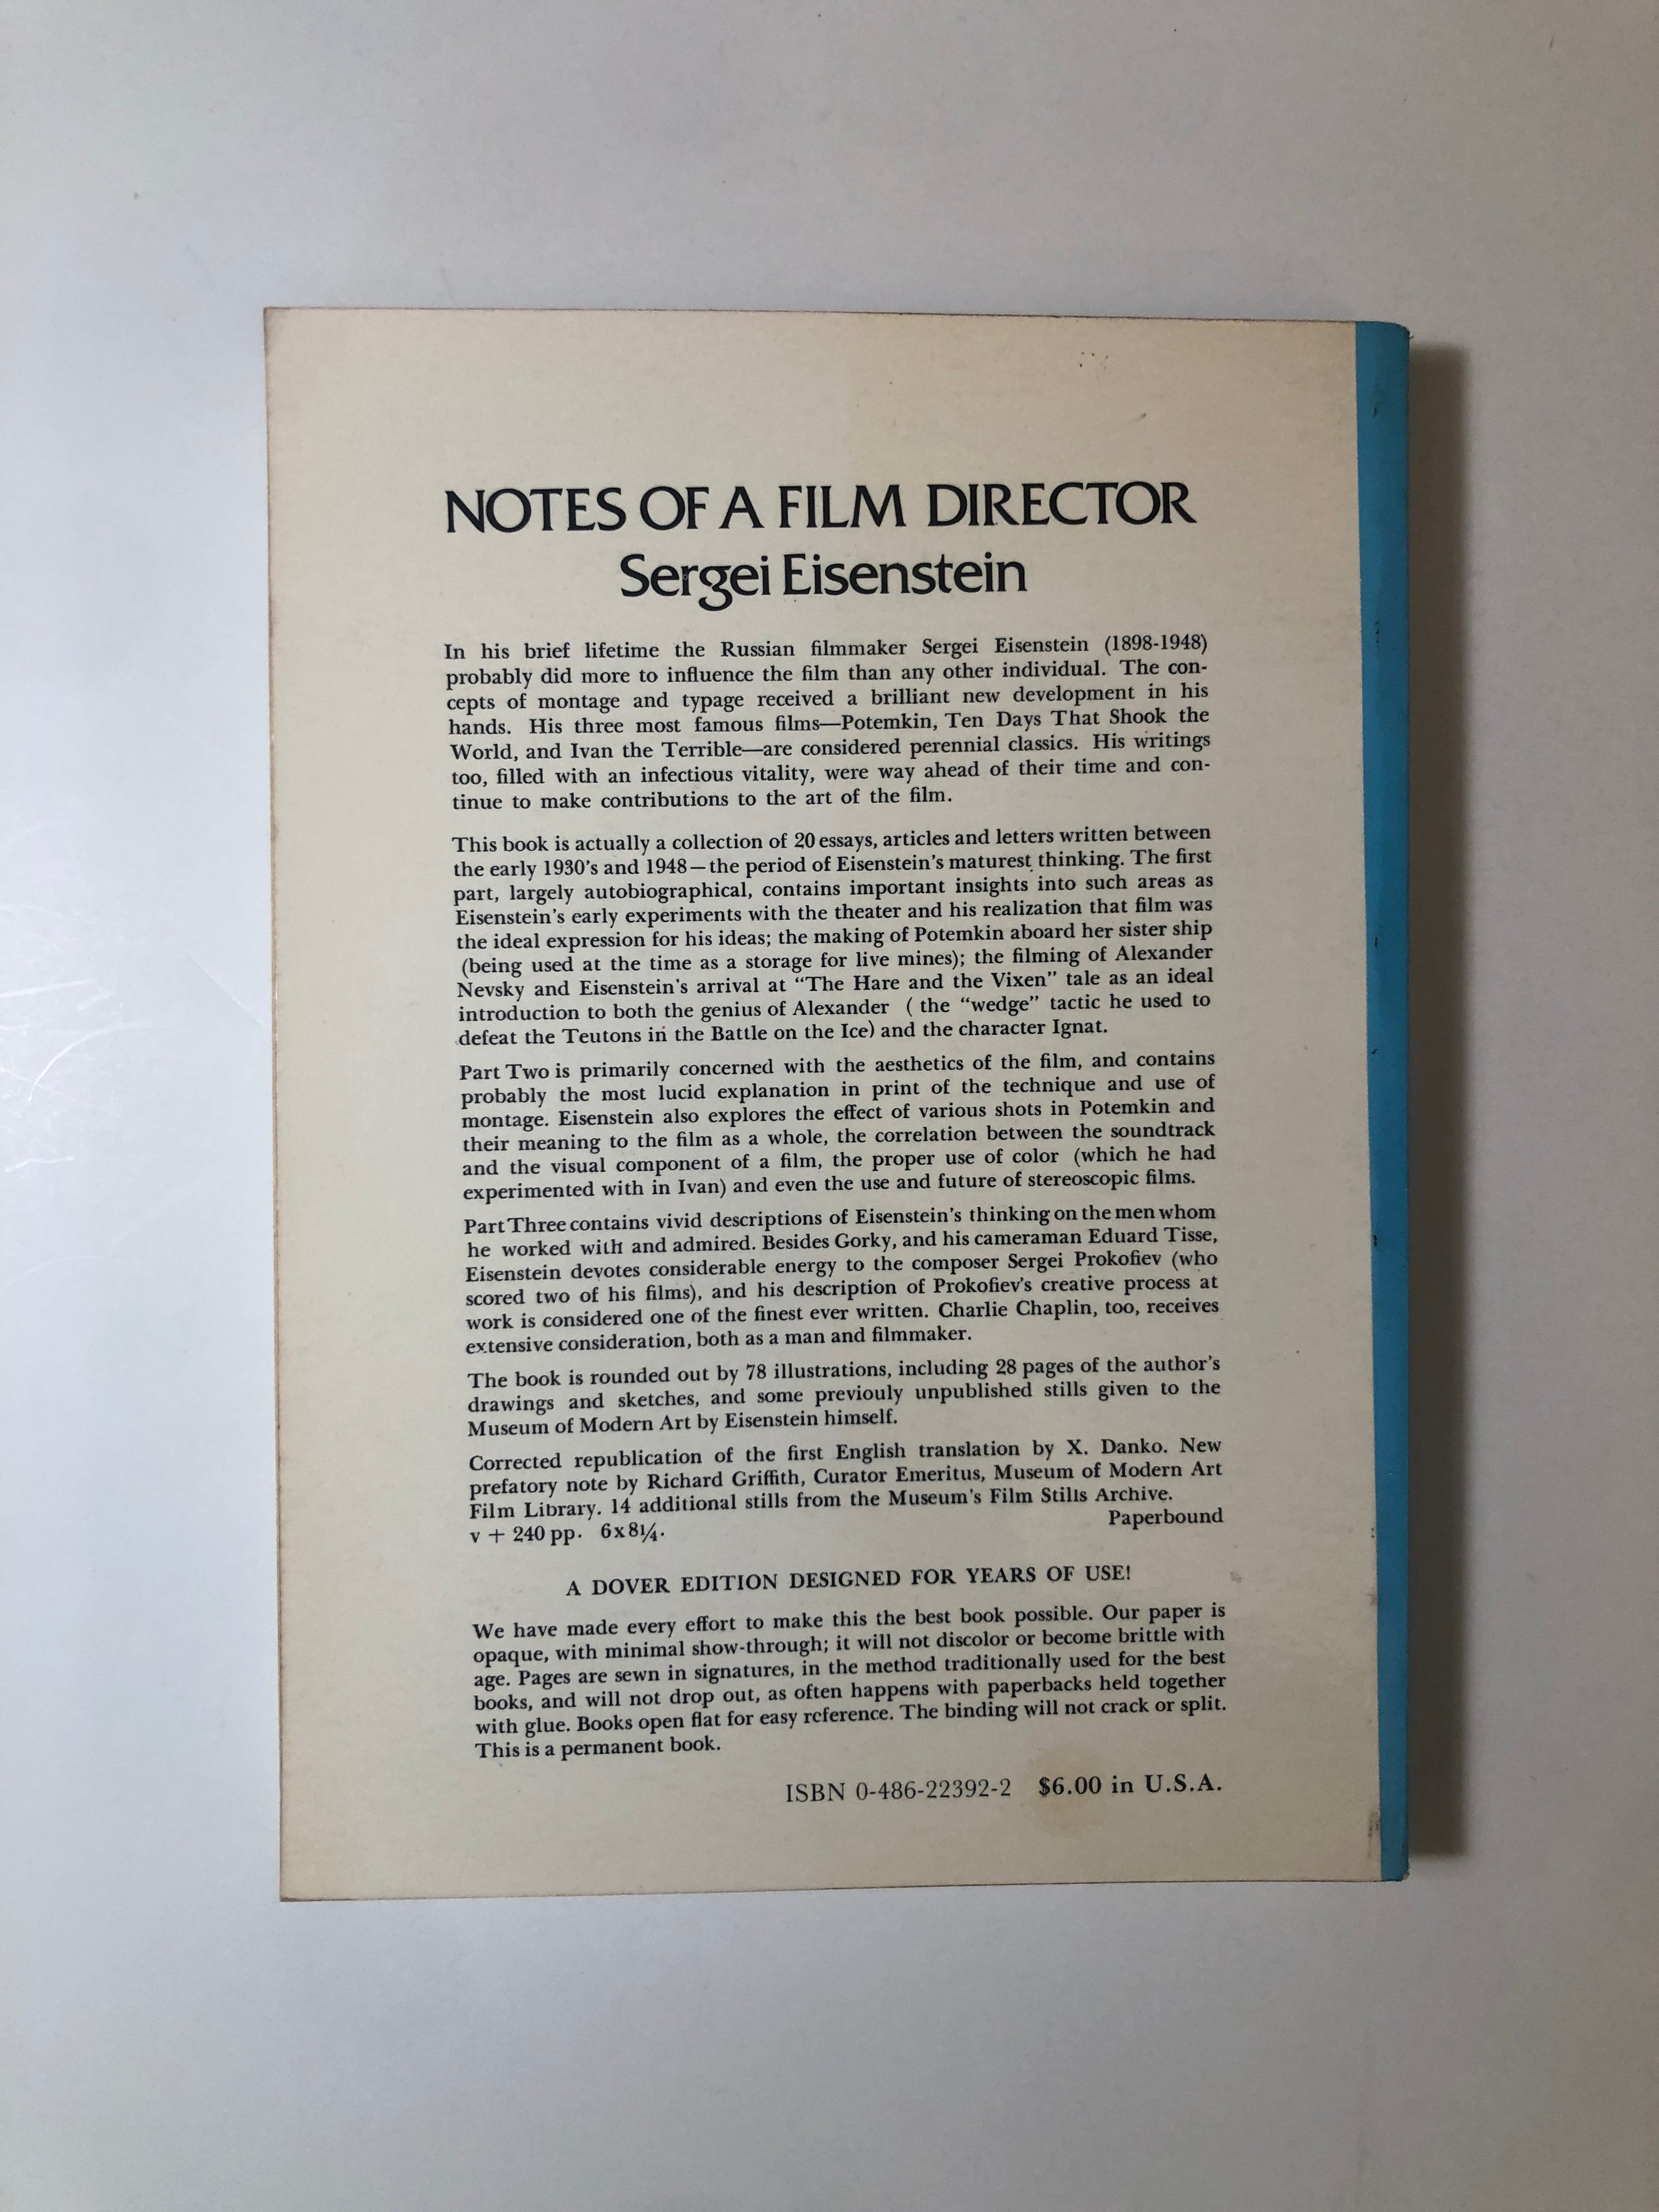 NOTES OF A FILM DIRECTOR
Sergei Eisenstein
In his brief lifetime the Russian filmmaker Sergei Eisenstein (1898-1948)
probably did more to influence the film than any other individual. The con-
cepts of montage and typage received a brilliant new development in his
hands. His three most famous films—Potemkin, Ten Days That Shook the
World, and Ivan the Terrible—are considered perennial classics. His writings
too, filled with an infectious vitality, were way ahead of their time and con-
tinue to make contributions to the art of the film.
This book is actually a collection of 20 essays, articles and letters written between
the early 1930's and 1948—the period of Eisenstein's maturest thinking. The first
part, largely autobiographical, contains important insights into such areas as
Eisenstein's early experiments with the theater and his realization that film was
the ideal expression for his ideas; the making of Potemkin aboard her sister ship
(being used at the time as a storage for live mines); the filming of Alexander
Nevsky and Eisenstein's arrival at "The Hare and the Vixen" tale as an ideal
introduction to both the genius of Alexander ( the "wedge" tactic he used to
defeat the Teutons in the Battle on the Ice) and the character Ignat.
Part Two is primarily concerned with the aesthetics of the film, and contains
probably the most lucid explanation in print of the technique and use of
montage. Eisenstein also explores the effect of various shots in Potemkin and
their meaning to the film as a whole, the correlation between the soundtrack
and the visual component of a film, the proper use of color (which he had
experimented with in Ivan) and even the use and future of stereoscopic films.
Part Three contains vivid descriptions of Eisenstein's thinking on the men whom
he worked with and admired. Besides Gorky, and his cameraman Eduard Tisse,
Eisenstein devotes considerable energy to the composer Sergei Prokofiev (who
scored two of his films), and his description of Prokofiev's creative process at
work is considered one of the finest ever written. Charlie Chaplin, too, receives
extensive consideration, both as a man and filmmaker.
The book is rounded out by 78 illustrations, including 28 pages of the author's
drawings and sketches, and some previouly unpublished stills given to the
Museum of Modern Art by Eisenstein himself.
Corrected republication of the first English translation by X. Danko. New
prefatory note by Richard Griffith, Curator Emeritus, Museum of Modern Art
Film Library. 14 additional stills from the Museum's Film Stills Archive.
v + 240 pp. 6x8¼. Paperbound
A DOVER EDITION DESIGNED FOR YEARS OF USE!
We have made every effort to make this the best book possible. Our paper is
opaque, with minimal show-through; it will not discolor or become brittle with
age. Pages are sewn in signatures, in the method traditionally used for the best
books, and will not drop out, as often happens with paperbacks held together
with glue. Books open flat for easy reference. The binding will not crack or split.
This is a permanent book.
ISBN 0-486-22392-2 $6.00 in U.S.A.